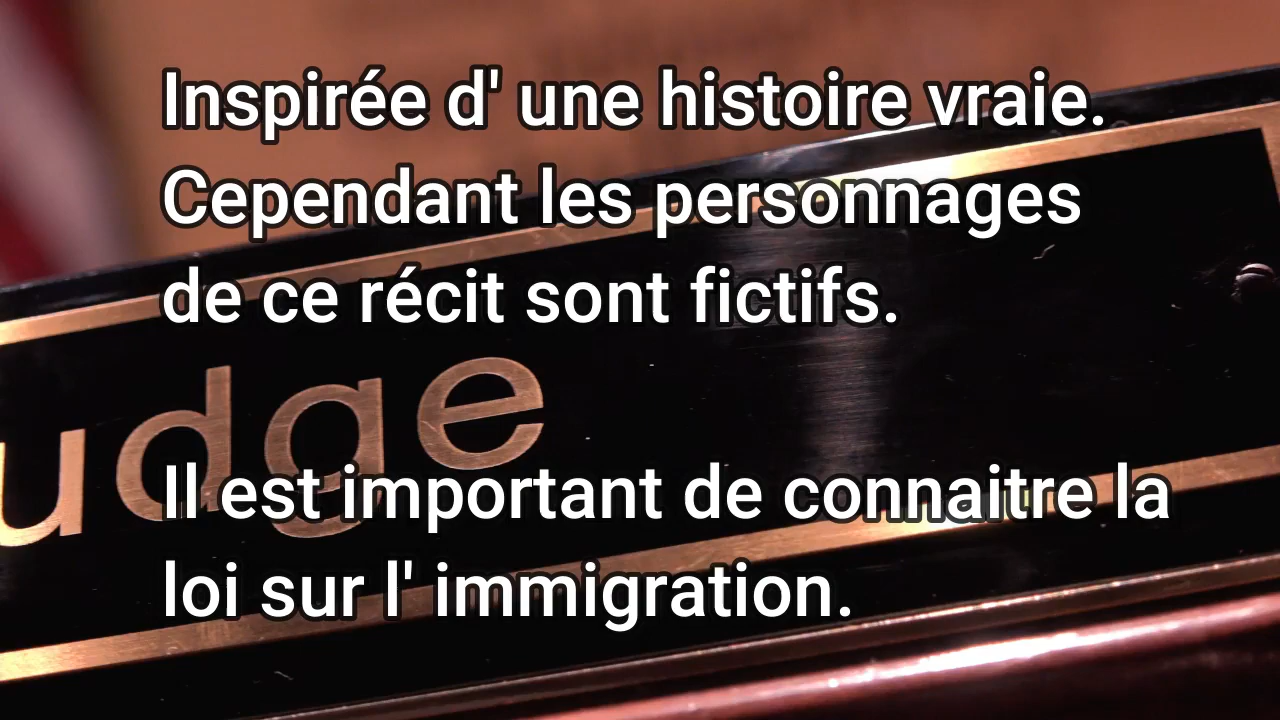 Inspirée d' une histoire vraie.
Cependant les personnages
de ce récit sont fictifs.
udge
Il est important de connaitre la
loi sur l' immigration.